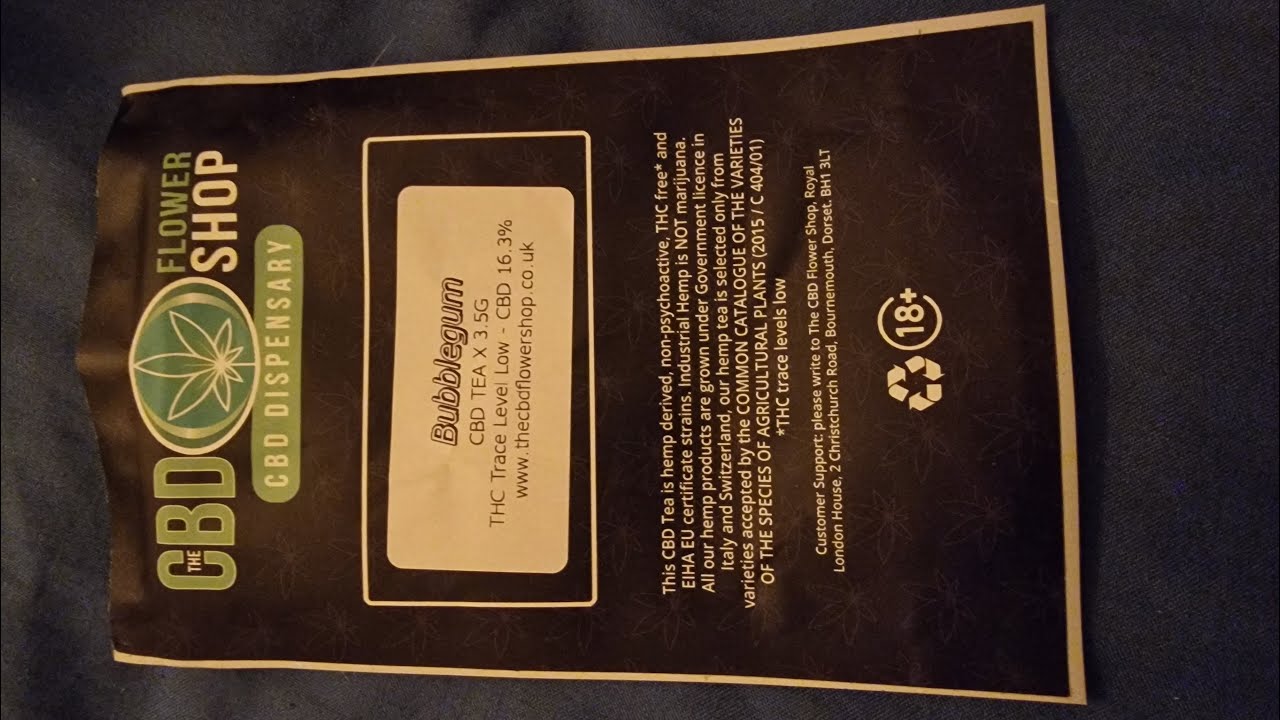 THE
CBD FLOWER
SHOP
CBD DISPENSARY
Bubblegum
CBD TEA X 3.5G
THC Trace Level Low - CBD 16.3%
www.thecbdflowershop.co.uk
This CBD Tea is hemp derived, non-psychoactive, THC free* and
EIHA EU certificate strains. Industrial Hemp is NOT marijuana.
All our hemp products are grown under Government licence in
Italy and Switzerland, our hemp tea is selected only from
varieties accepted by the COMMON CATALOGUE OF THE VARIETIES
OF THE SPECIES OF AGRICULTURAL PLANTS (2015 / C 404/01)
*THC trace levels low
Customer Support: please write to The CBD Flower Shop, Royal
London House, 2 Christchurch Road, Bournemouth, Dorset. BH1 3LT
18+